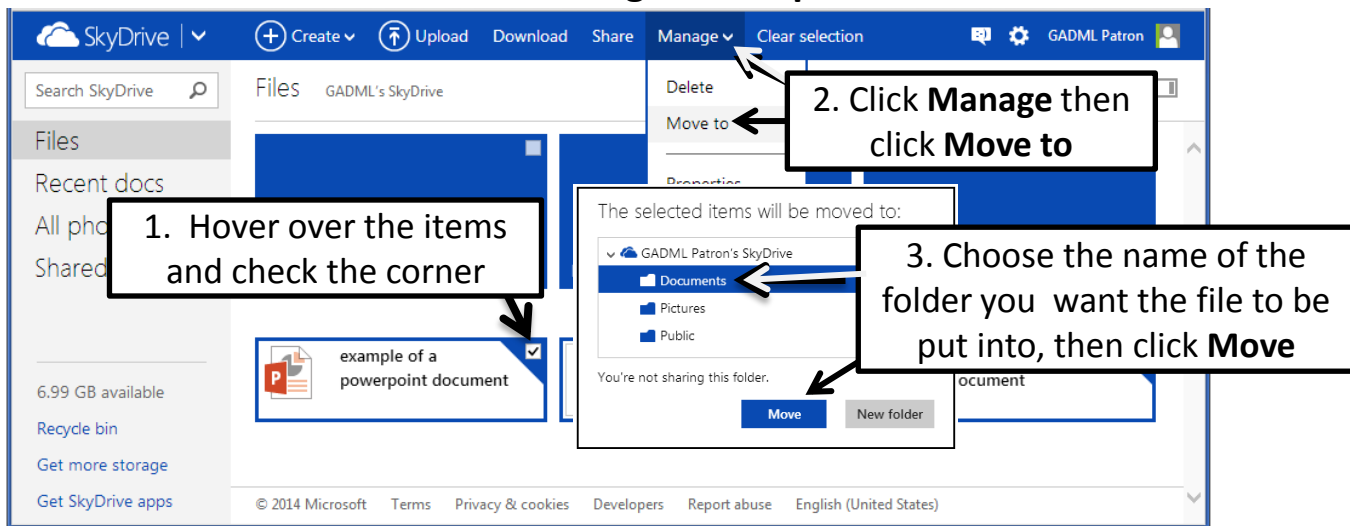 SkyDrive
Create
Upload
Download
Share
Manage
Clear selection
GADML Patron
Search SkyDrive
Files GADML's SkyDrive
Delete
Move to
2. Click Manage then
click Move to
Files
Recent docs
All pho
Shared
1. Hover over the items
and check the corner
The selected items will be moved to:
GADML Patron's SkyDrive
Documents
Pictures
Public
You're not sharing this folder.
Move
New folder
3. Choose the name of the
folder you want the file to be
put into, then click Move
example of a
powerpoint document
ocument
6.99 GB available
Recycle bin
Get more storage
Get SkyDrive apps
© 2014 Microsoft Terms Privacy & cookies Developers Report abuse English (United States)